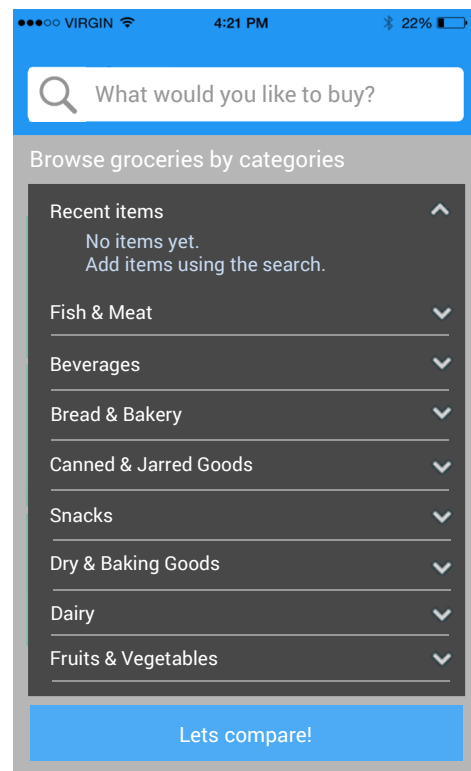 VIRGIN 4:21 PM 22%
What would you like to buy?
Browse groceries by categories
Recent items
No items yet.
Add items using the search.
Fish & Meat
Beverages
Bread & Bakery
Canned & Jarred Goods
Snacks
Dry & Baking Goods
Dairy
Fruits & Vegetables
Lets compare!